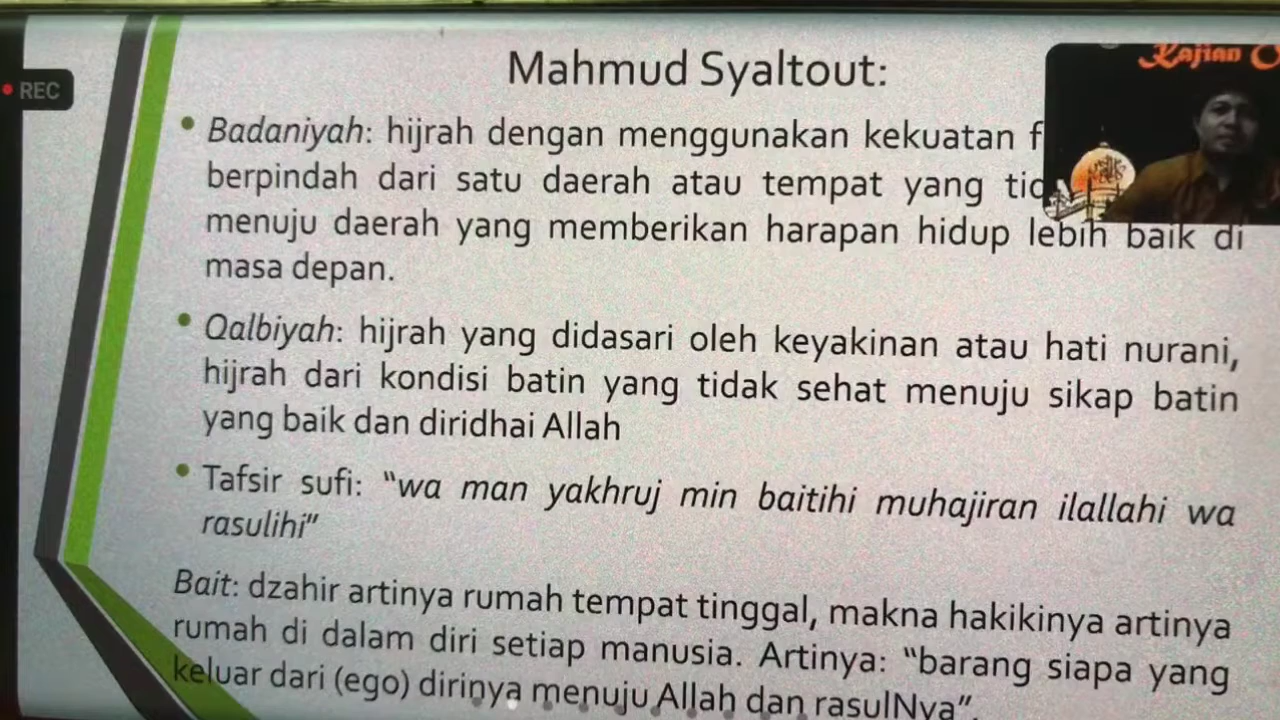 Mahmud Syaltout:
REC
Kajian
• Badaniyah: hijrah dengan menggunakan kekuatan
berpindah dari satu daerah atau tempat yang
menuju daerah yang memberikan harapan hidup lebih baik di
masa depan.
• Qalbiyah: hijrah yang didasari oleh keyakinan atau hati nurani,
hijrah dari kondisi batin yang tidak sehat menuju sikap batin
yang baik dan diridhai Allah
• Tafsir sufi: "wa man yakhruj min baitihi muhajiran ilallahi wa
rasulihi"
Bait: dzahir artinya rumah tempat tinggal, makna hakikinya artinya
rumah di dalam diri setiap manusia. Artinya: "barang siapa yang
keluar dari (ego) dirinya menuju Allah dan rasulNya".